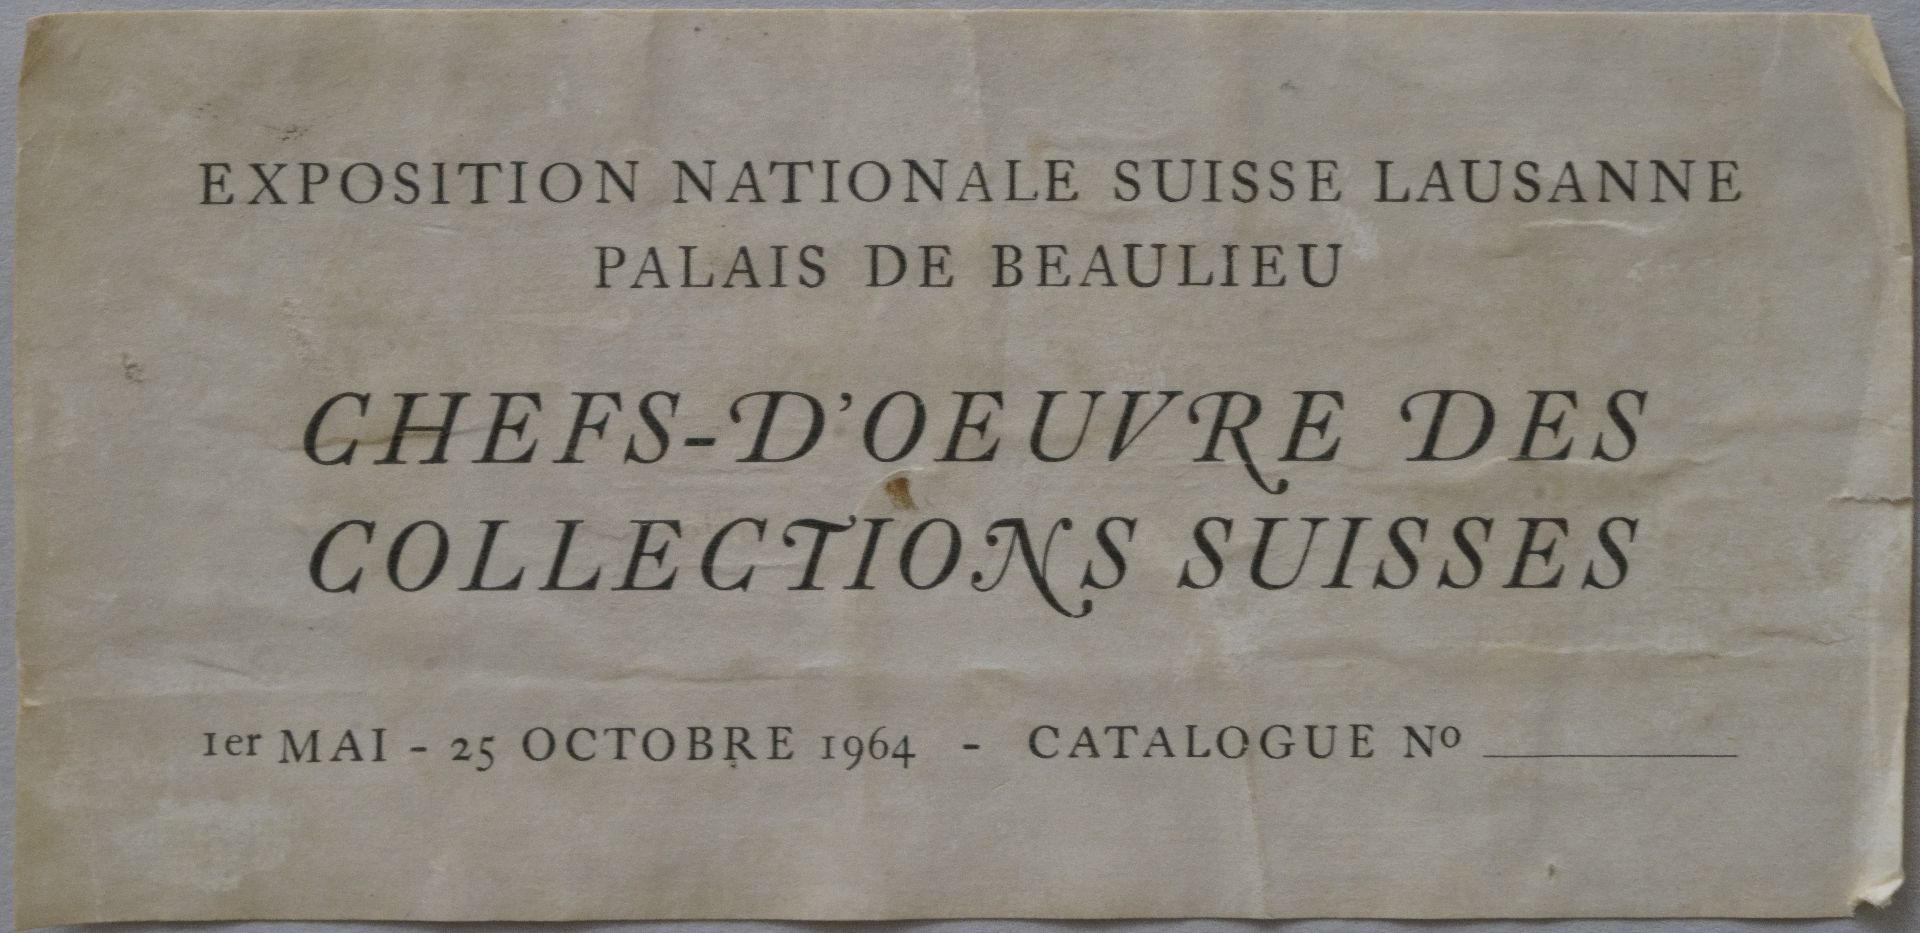 EXPOSITION NATIONALE SUISSE LAUSANNE
PALAIS DE BEAULIEU
CHEFS-D'OEUVRE DES
COLLECTIONS SUISSES
1er MAI - 25 OCTOBRE 1964 - CATALOGUE Nº